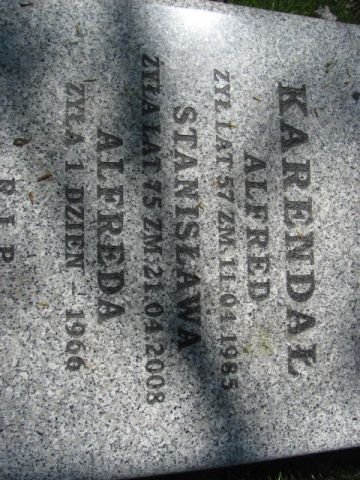 KARENDAŁ
ALFRED
ŻYŁ LAT 57 ZM. 11.04.1985
STANISŁAWA
ŻYŁA LAT 75 ZM. 21.04.2008
ALFREDA
ŻYŁA 1 DZIEŃ - 1966
R.I.P.